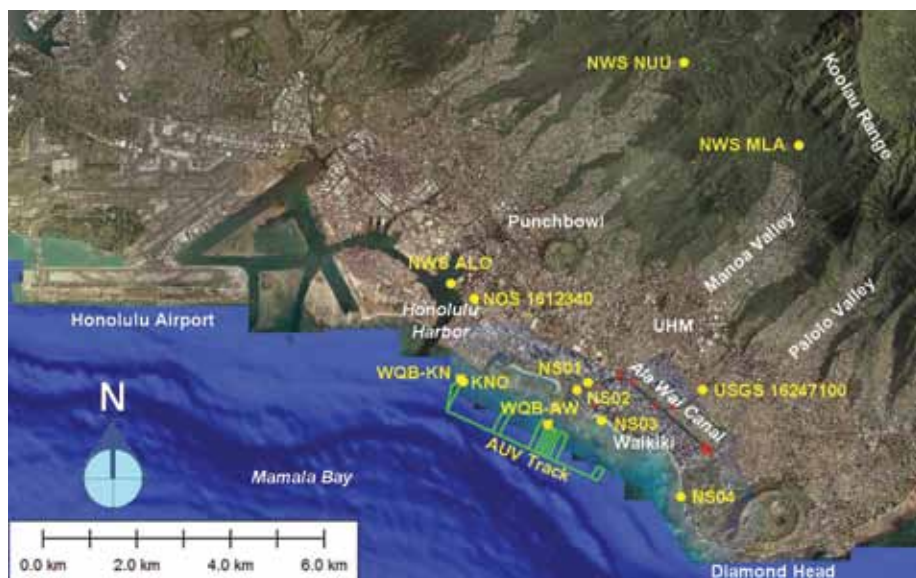 NWS NUU
Koolau Range
NWS MLA
Punchbowl
Manoa Valley
NWS ALO
NOS 1612340
Honolulu Harbor
Honolulu Airport
UHM
Palolo Valley
WQB-KN
KNO
NS01
Ala Wai Canal
USGS 16247100
NS02
WQB-AW
NS03
Waikiki
AUV Track
N
Mamala Bay
NS04
0.0 km 2.0 km 4.0 km 6.0 km
Diamond Head